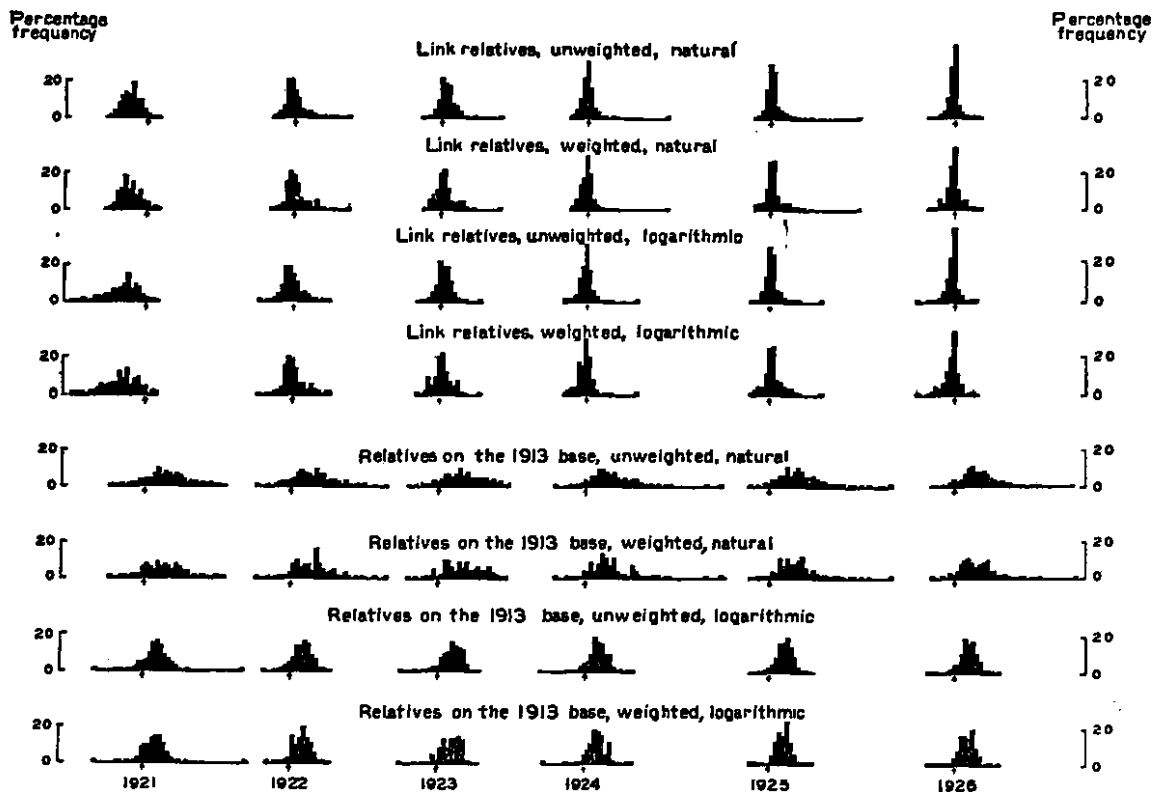 Percentage
frequency
Percentage
frequency
Link relatives, unweighted, natural
20
0
20
0
Link relatives, weighted, natural
20
0
20
0
Link relatives, unweighted, logarithmic
20
0
20
0
Link relatives, weighted, logarithmic
20
0
20
0
Relatives on the 1913 base, unweighted, natural
20
0
20
0
Relatives on the 1913 base, weighted, natural
20
0
20
0
Relatives on the 1913 base, unweighted, logarithmic
20
0
20
0
Relatives on the 1913 base, weighted, logarithmic
20
0
20
0
1921 1922 1923 1924 1925 1926